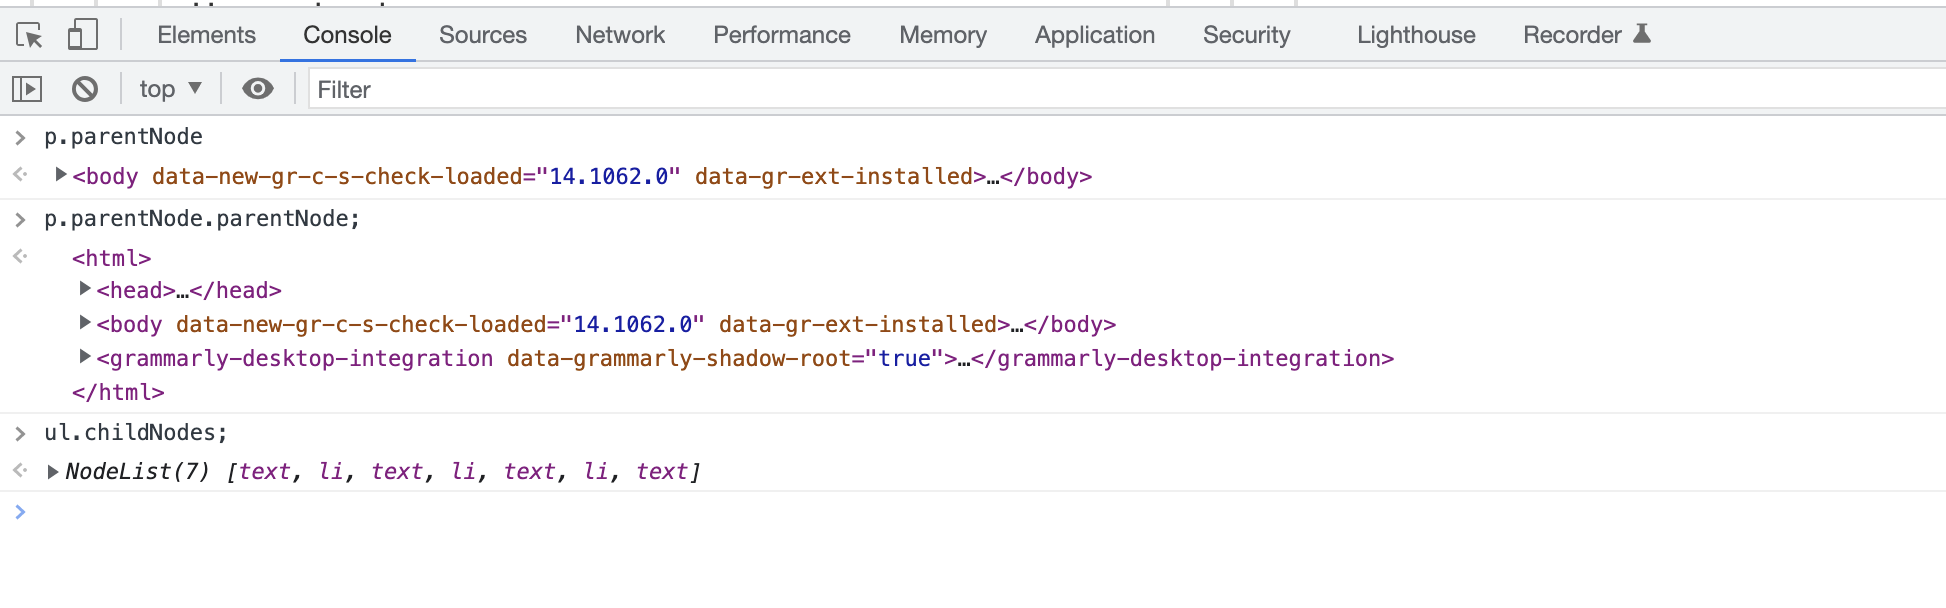 Elements Console Sources Network Performance Memory Application Security Lighthouse Recorder
top Filter
p.parentNode
<body data-new-gr-c-s-check-loaded="14.1062.0" data-gr-ext-installed>…</body>
p.parentNode.parentNode;
<html>
<head>…</head>
<body data-new-gr-c-s-check-loaded="14.1062.0" data-gr-ext-installed>…</body>
<grammarly-desktop-integration data-grammarly-shadow-root="true">…</grammarly-desktop-integration>
</html>
ul.childNodes;
NodeList(7) [text, li, text, li, text, li, text]